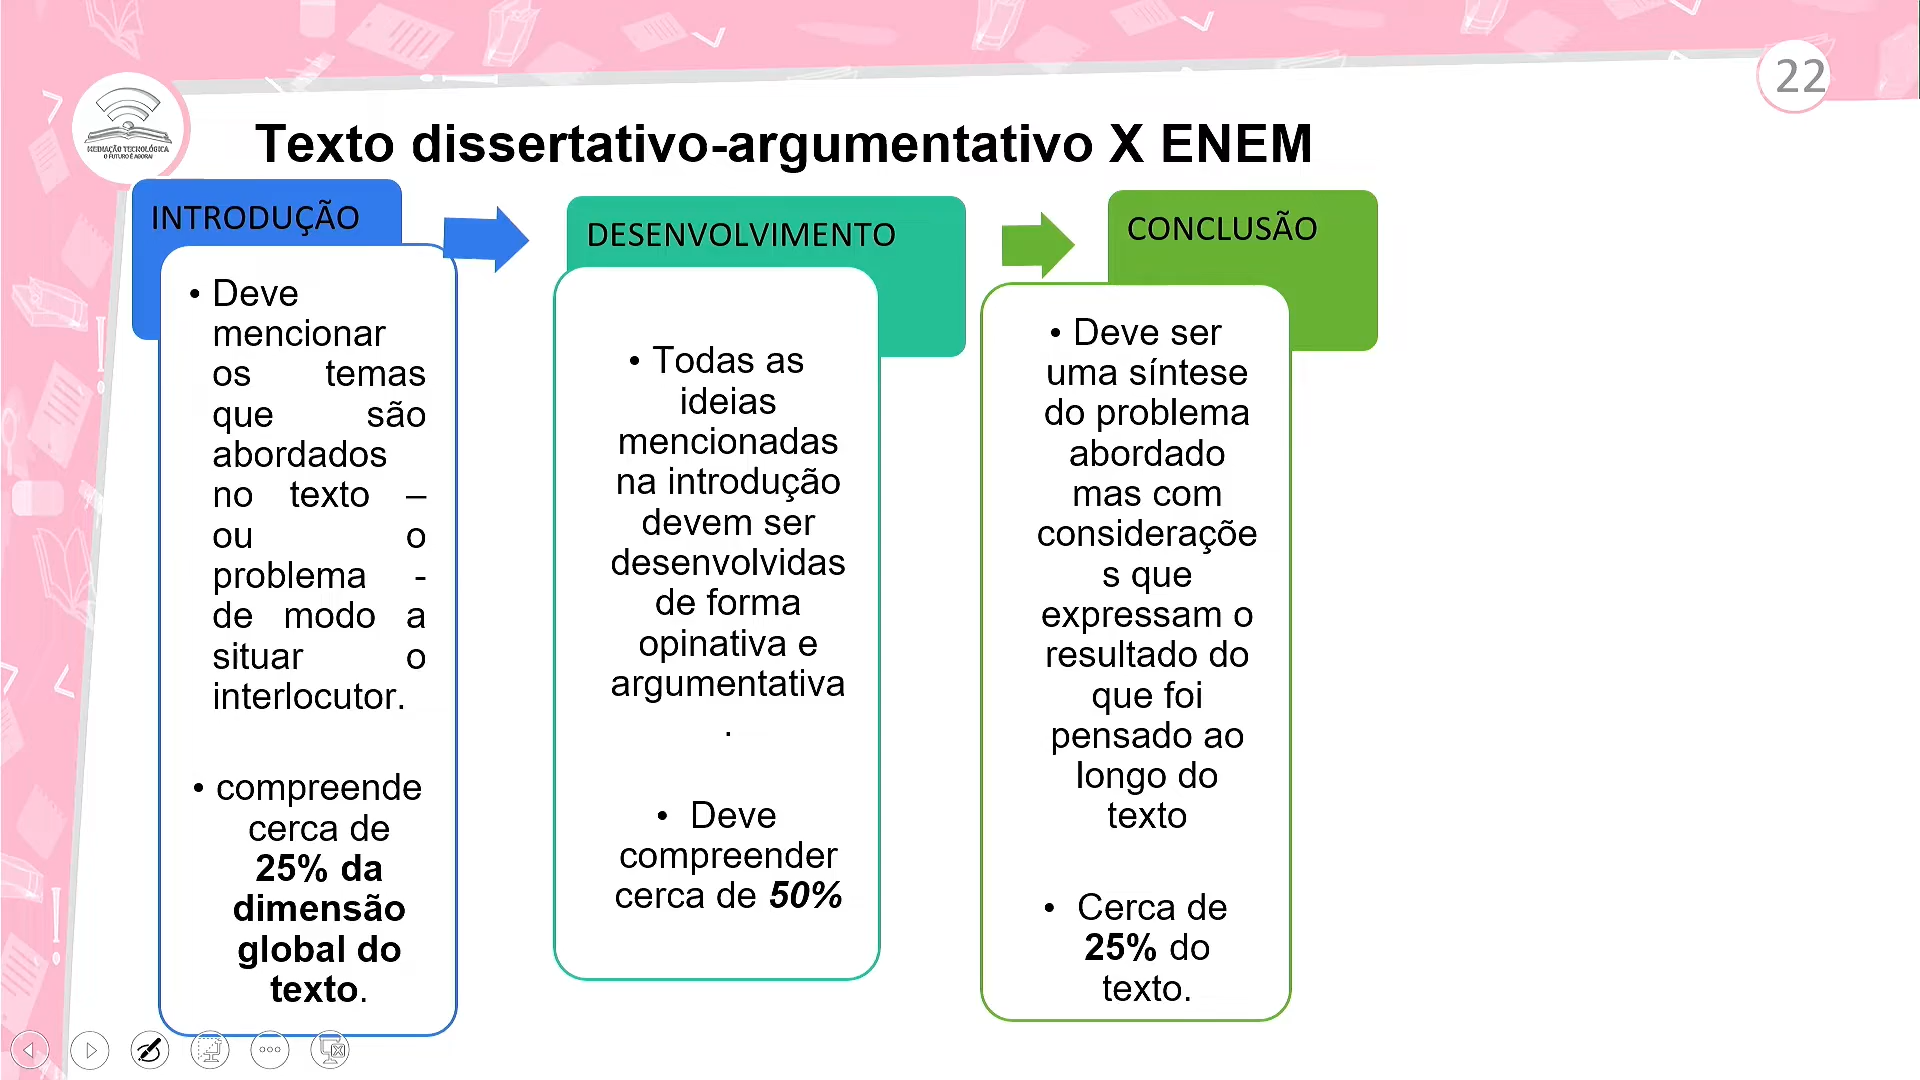 22
MEDIAÇÃO TECNOLÓGICA
O FUTURO É AGORA!
Texto dissertativo-argumentativo X ENEM
INTRODUÇÃO
• Deve
mencionar
os temas
que são
abordados
no texto –
ou o
problema -
de modo a
situar o
interlocutor.
• compreende
cerca de
25% da
dimensão
global do
texto.
DESENVOLVIMENTO
• Todas as
ideias
mencionadas
na introdução
devem ser
desenvolvidas
de forma
opinativa e
argumentativa
.
• Deve
compreender
cerca de 50%
CONCLUSÃO
• Deve ser
uma síntese
do problema
abordado
mas com
consideraçõe
s que
expressam o
resultado do
que foi
pensado ao
longo do
texto
• Cerca de
25% do
texto.